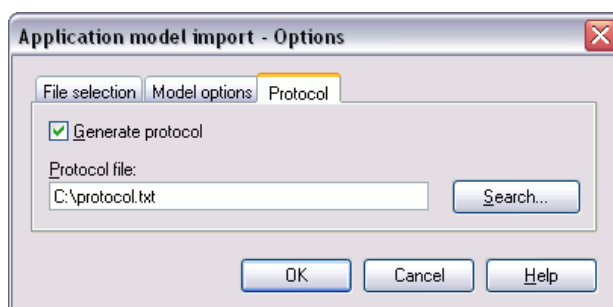 Application model import - Options
File selection Model options Protocol
Generate protocol
Protocol file:
C:\protocol.txt
Search...
OK Cancel Help